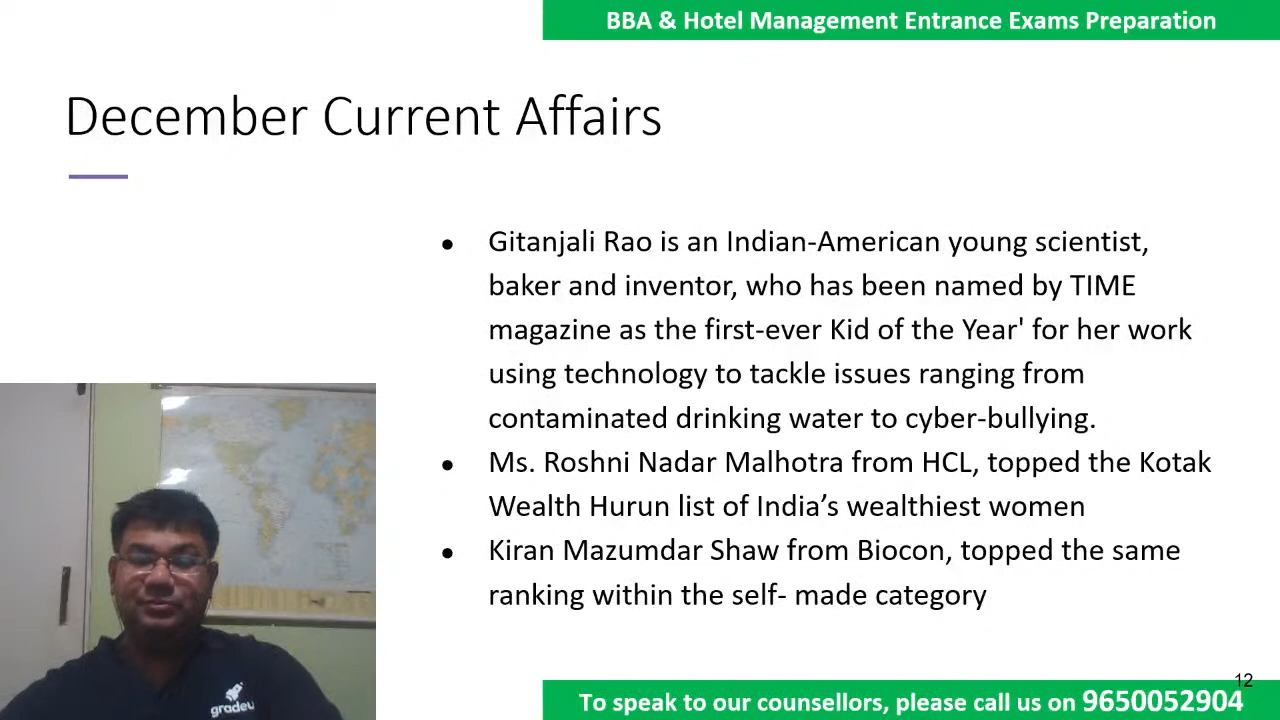 BBA & Hotel Management Entrance Exams Preparation
December Current Affairs
● Gitanjali Rao is an Indian-American young scientist,
baker and inventor, who has been named by TIME
magazine as the first-ever Kid of the Year' for her work
using technology to tackle issues ranging from
contaminated drinking water to cyber-bullying.
● Ms. Roshni Nadar Malhotra from HCL, topped the Kotak
Wealth Hurun list of India’s wealthiest women
● Kiran Mazumdar Shaw from Biocon, topped the same
ranking within the self- made category
gradeu
12
To speak to our counsellors, please call us on 9650052904